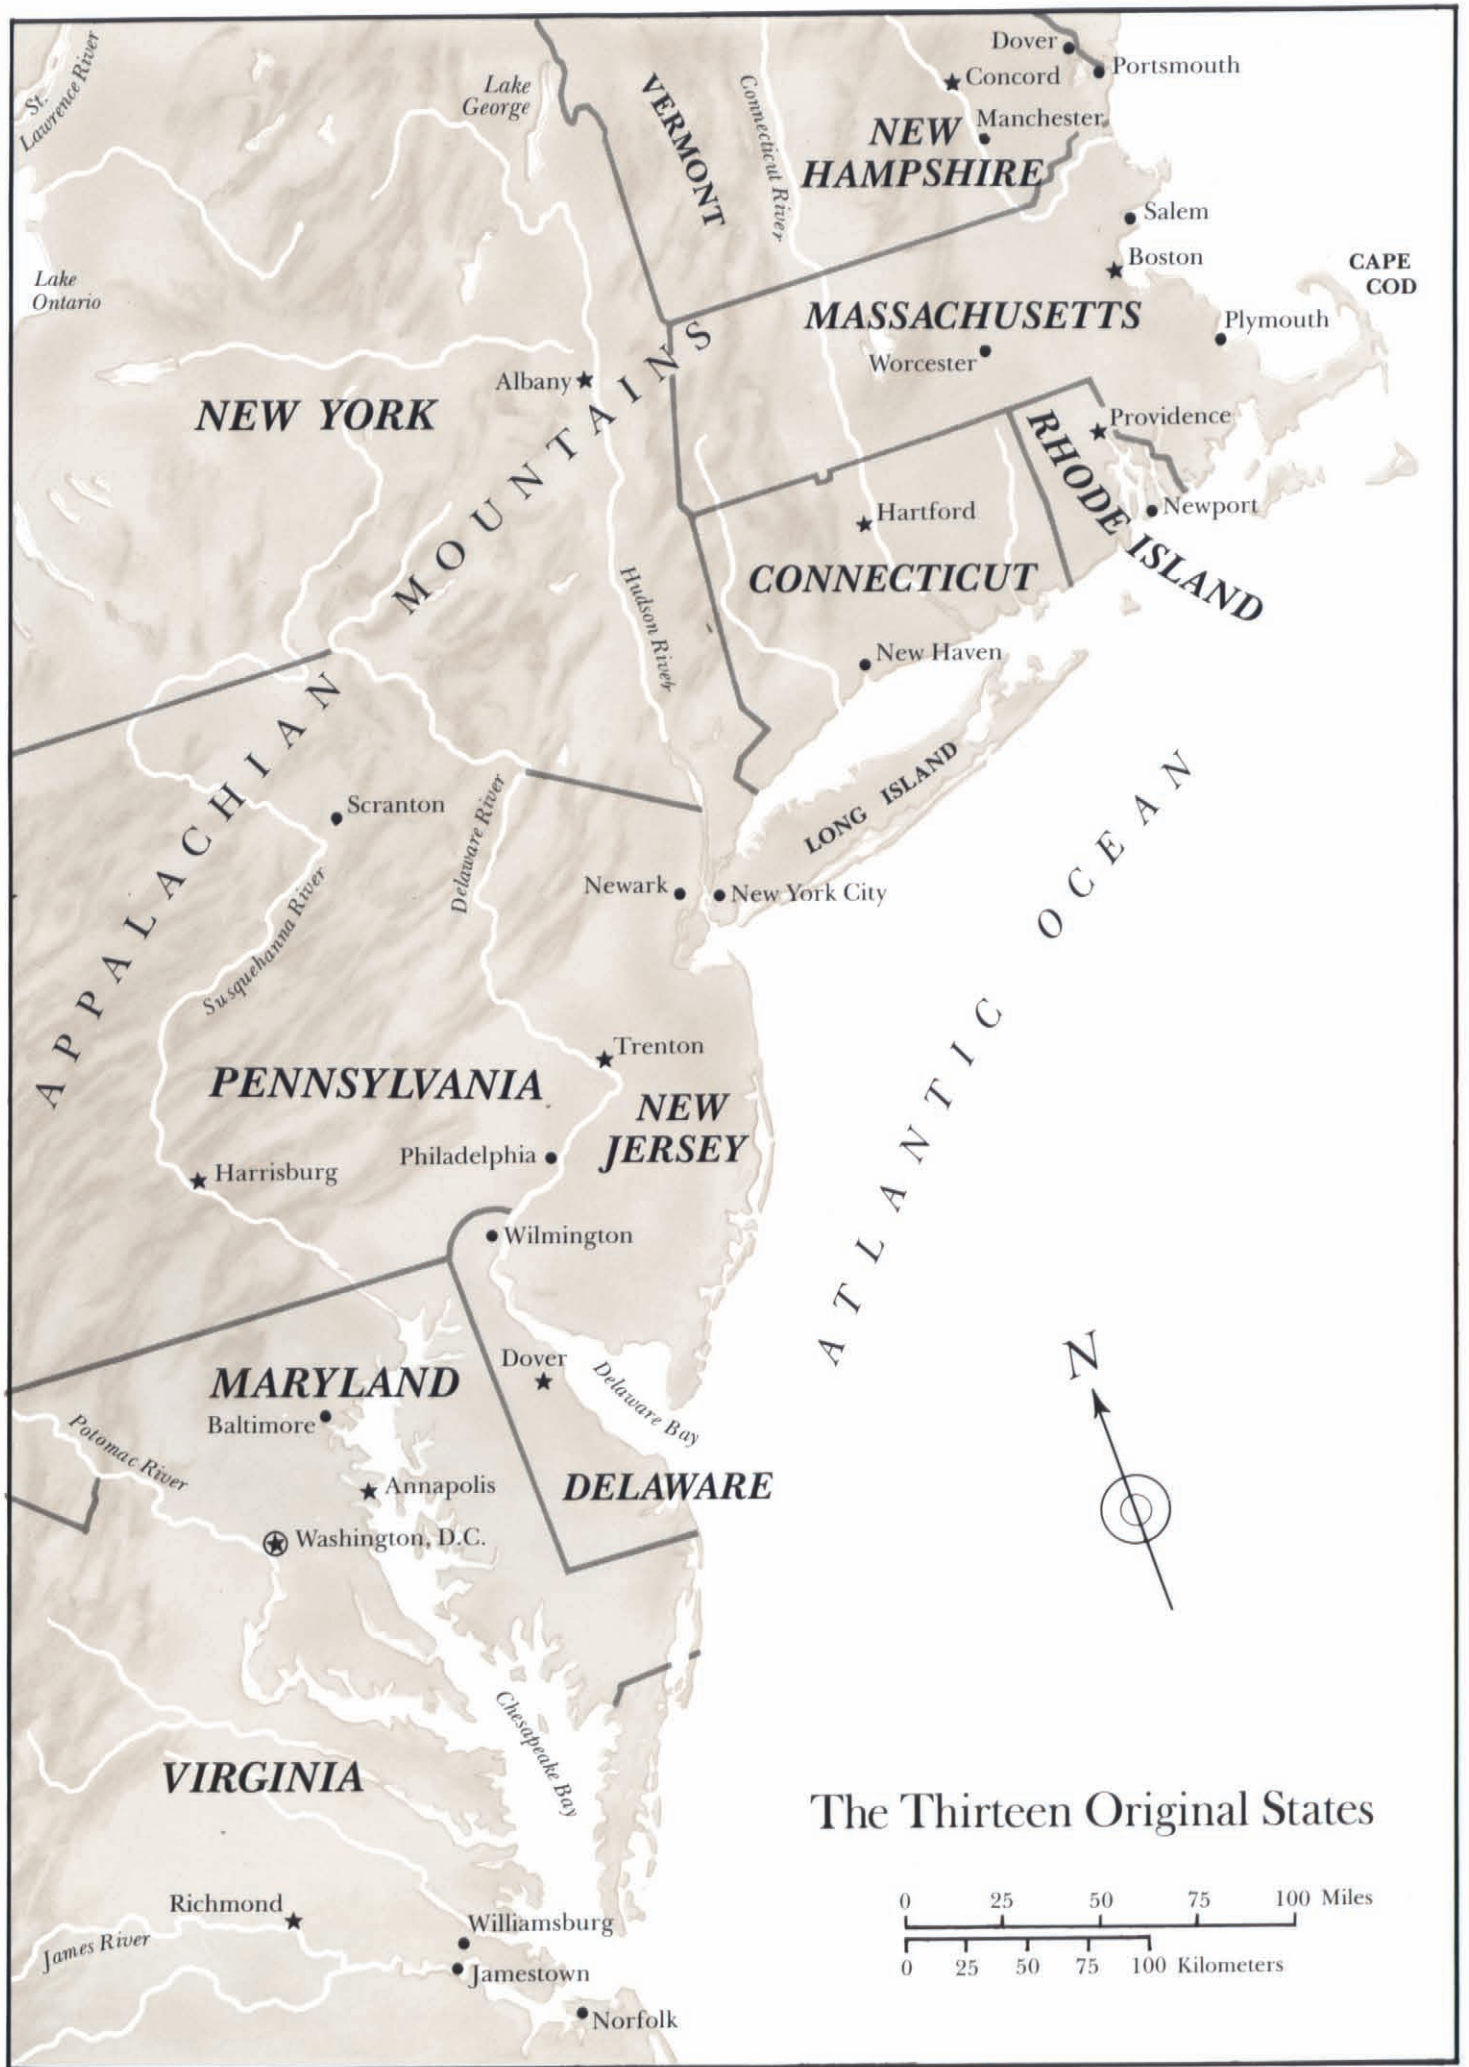 St.
Lawrence River
Lake
George
VERMONT
Connecticut River
Dover
Concord
Portsmouth
NEW
HAMPSHIRE
Manchester
Salem
Boston
CAPE
COD
Lake
Ontario
MASSACHUSETTS
Plymouth
Worcester
Albany
NEW YORK
Providence
RHODE ISLAND
Newport
Hartford
CONNECTICUT
Hudson River
New Haven
APPALACHIAN MOUNTAINS
LONG ISLAND
Scranton
Delaware River
Susquehanna River
Newark
New York City
ATLANTIC OCEAN
Trenton
PENNSYLVANIA
NEW
JERSEY
Philadelphia
Harrisburg
Wilmington
Dover
Delaware Bay
MARYLAND
Baltimore
Potomac River
Annapolis
DELAWARE
Washington, D.C.
N
Chesapeake Bay
VIRGINIA
The Thirteen Original States
Richmond
James River
Williamsburg
Jamestown
Norfolk
0 25 50 75 100 Miles
0 25 50 75 100 Kilometers